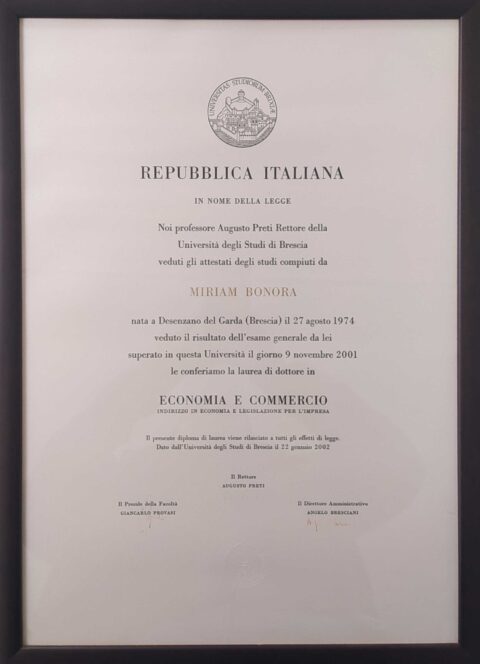 UNIVERSITAS STUDIORUM BRIXIAE
REPUBBLICA ITALIANA
IN NOME DELLA LEGGE
Noi professore Augusto Preti Rettore della
Università degli Studi di Brescia
veduti gli attestati degli studi compiuti da
MIRIAM BONORA
nata a Desenzano del Garda (Brescia) il 27 agosto 1974
veduto il risultato dell'esame generale da lei
superato in questa Università il giorno 9 novembre 2001
le conferiamo la laurea di dottore in
ECONOMIA E COMMERCIO
INDIRIZZO IN ECONOMIA E LEGISLAZIONE PER L'IMPRESA
Il presente diploma di laurea viene rilasciato a tutti gli effetti di legge.
Dato dall'Università degli Studi di Brescia il 22 gennaio 2002
Il Rettore
AUGUSTO PRETI
Il Preside della Facoltà
GIANCARLO PROVASI
Il Direttore Amministrativo
ANGELO BRESCIANI